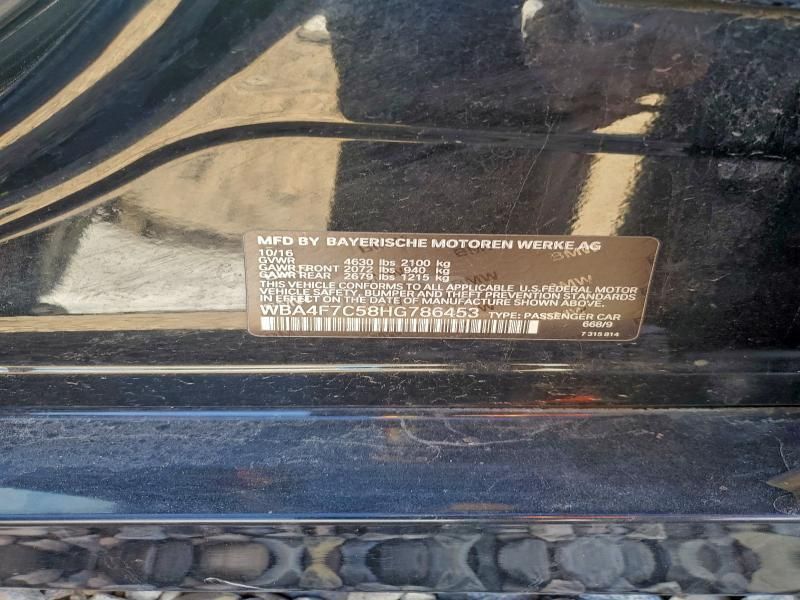 MFD BY BAYERISCHE MOTOREN WERKE AG
10/16
GVWR 4630 lbs 2100 kg
GAWR FRONT 2072 lbs 940 kg
GAWR REAR 2679 lbs 1215 kg
THIS VEHICLE CONFORMS TO ALL APPLICABLE U.S. FEDERAL MOTOR
VEHICLE SAFETY, BUMPER AND THEFT PREVENTION STANDARDS
IN EFFECT ON THE DATE OF MANUFACTURE SHOWN ABOVE.
WBA4F7C58HG786453 TYPE: PASSENGER CAR
668/9
7 315 814
BMW
BMW